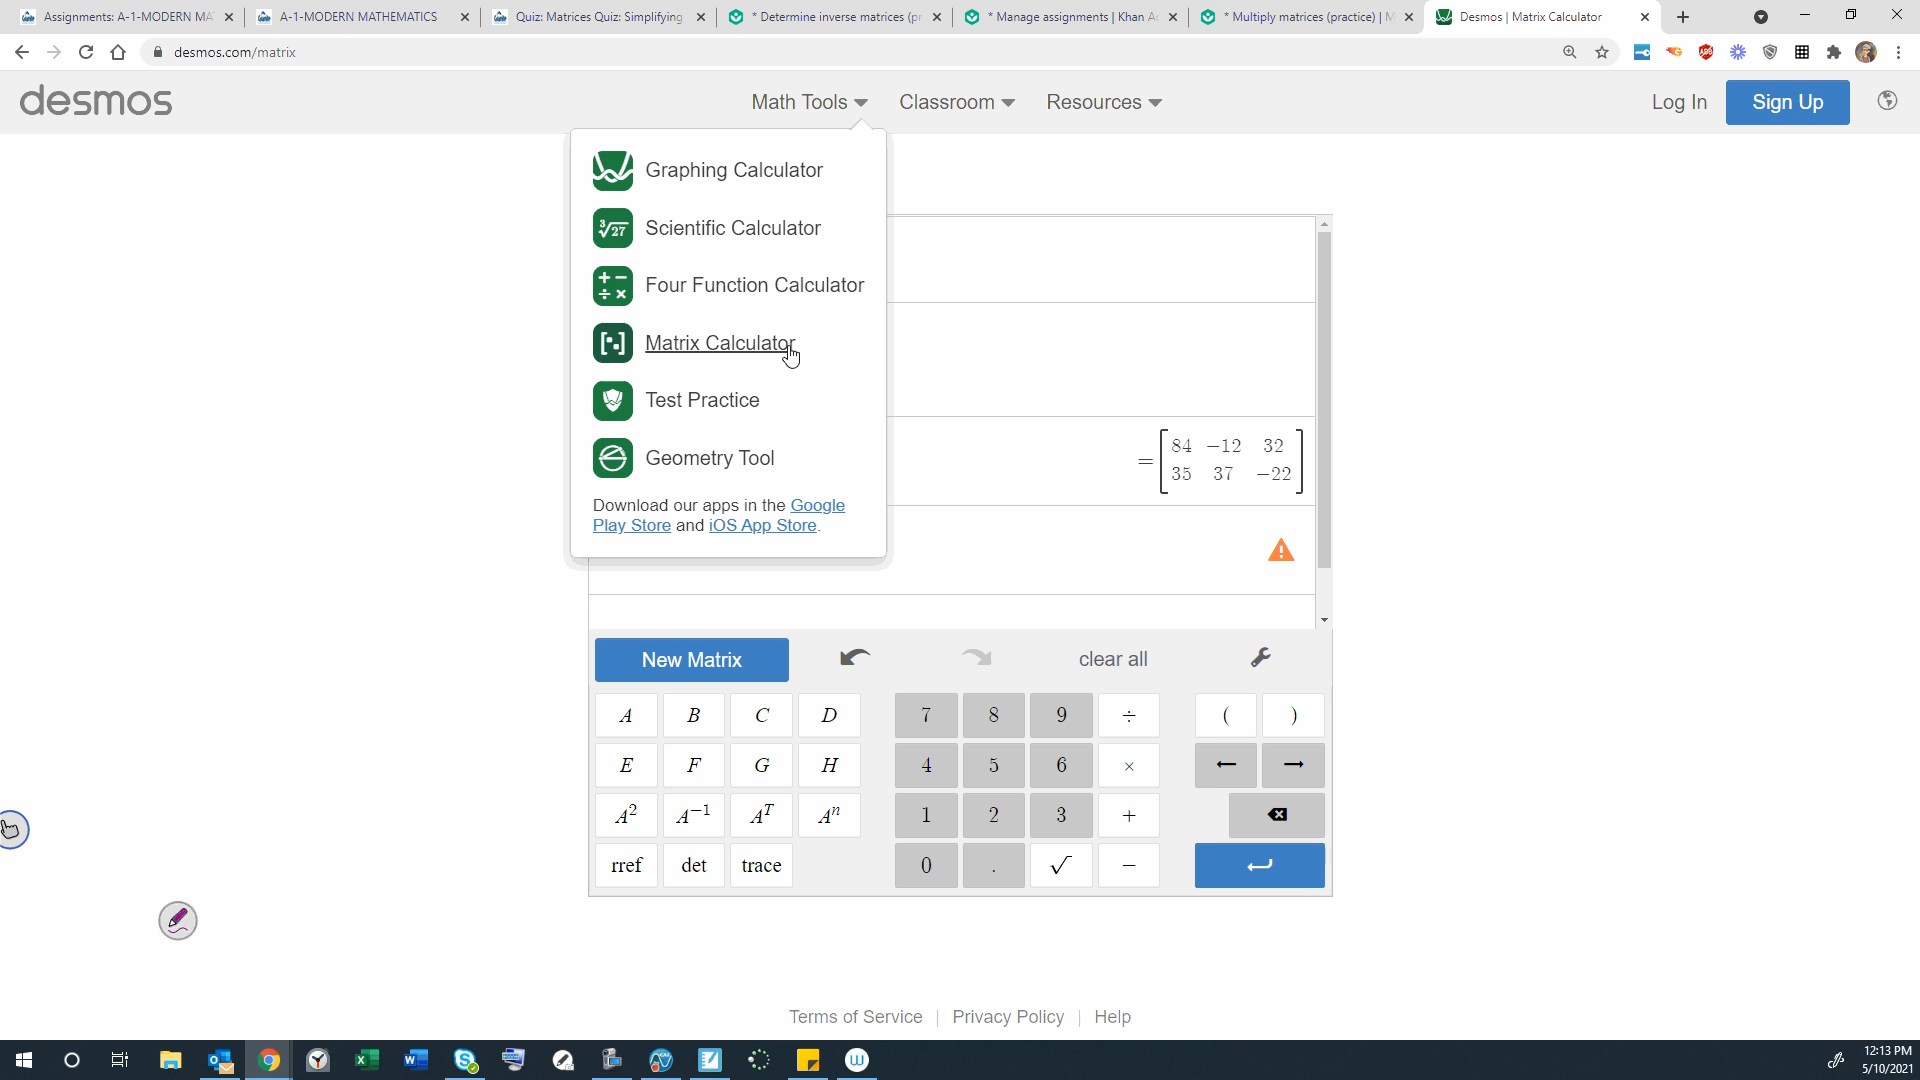 Assignments: A-1-MODERN MA
A-1-MODERN MATHEMATICS
Quiz: Matrices Quiz: Simplifying
* Determine inverse matrices (pr
* Manage assignments | Khan Ac
* Multiply matrices (practice) | M
Desmos | Matrix Calculator
desmos.com/matrix
desmos
Math Tools
Classroom
Resources
Log In
Sign Up
Graphing Calculator
Scientific Calculator
Four Function Calculator
Matrix Calculator
Test Practice
Geometry Tool
Download our apps in the Google
Play Store and iOS App Store.
= [84 −12 32
35 37 −22]
New Matrix
clear all
A B C D 7 8 9 ÷ ( )
E F G H 4 5 6 × ← →
A² A⁻¹ Aᵀ Aⁿ 1 2 3 +
rref det trace 0 . √ −
Terms of Service | Privacy Policy | Help
12:13 PM
5/10/2021